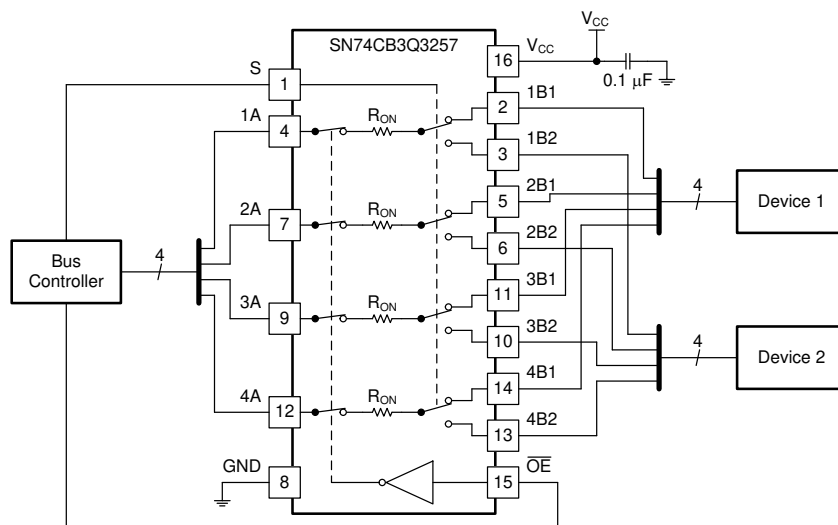 SN74CB3Q3257
VCC
VCC
16
0.1 μF
S
1
1A
4
RON
2
1B1
3
1B2
2A
7
RON
5
2B1
6
2B2
4
Device 1
Bus
Controller
4
3A
9
RON
11
3B1
10
3B2
4
Device 2
4A
12
RON
14
4B1
13
4B2
GND
8
15
OE